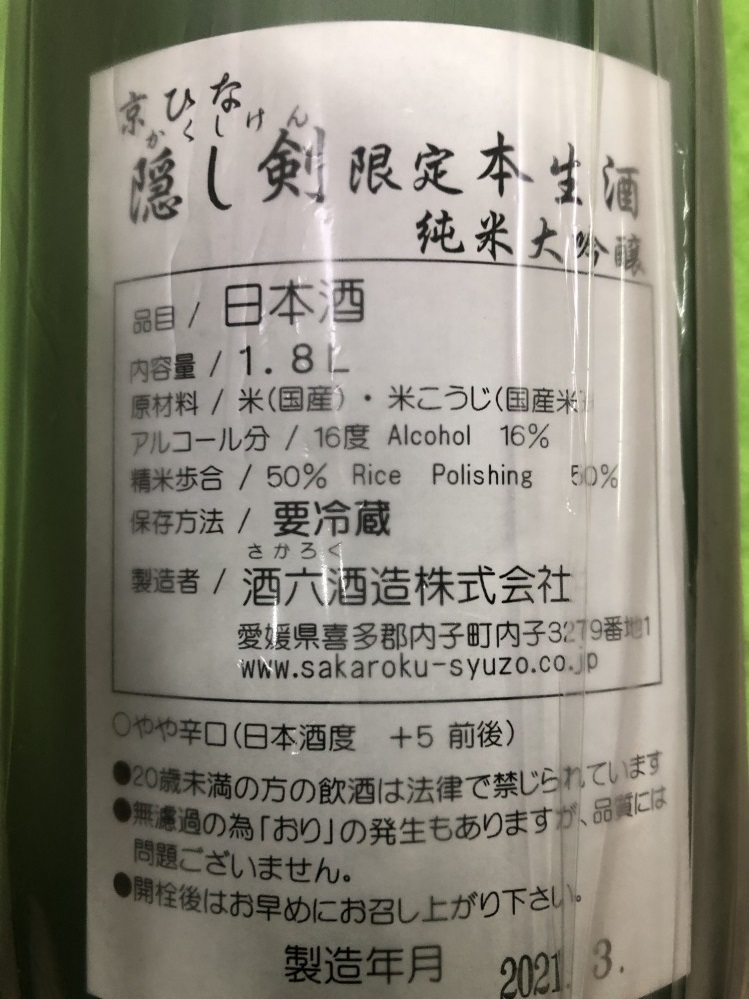 京ひな
かくしけん
隠し剣 限定本生酒
純米大吟醸
品目 / 日本酒
内容量 / 1.8L
原材料 / 米(国産)・米こうじ(国産米
アルコール分 / 16度 Alcohol 16%
精米歩合 / 50% Rice Polishing 50%
保存方法 / 要冷蔵
さかろく
製造者 / 酒六酒造株式会社
愛媛県喜多郡内子町内子3279番地1
www.sakaroku-syuzo.co.jp
○やや辛口(日本酒度 +5 前後)
●20歳未満の方の飲酒は法律で禁じられています
●無濾過の為「おり」の発生もありますが、品質には
問題ございません。
●開栓後はお早めにお召し上がり下さい。
製造年月 2021. 3.